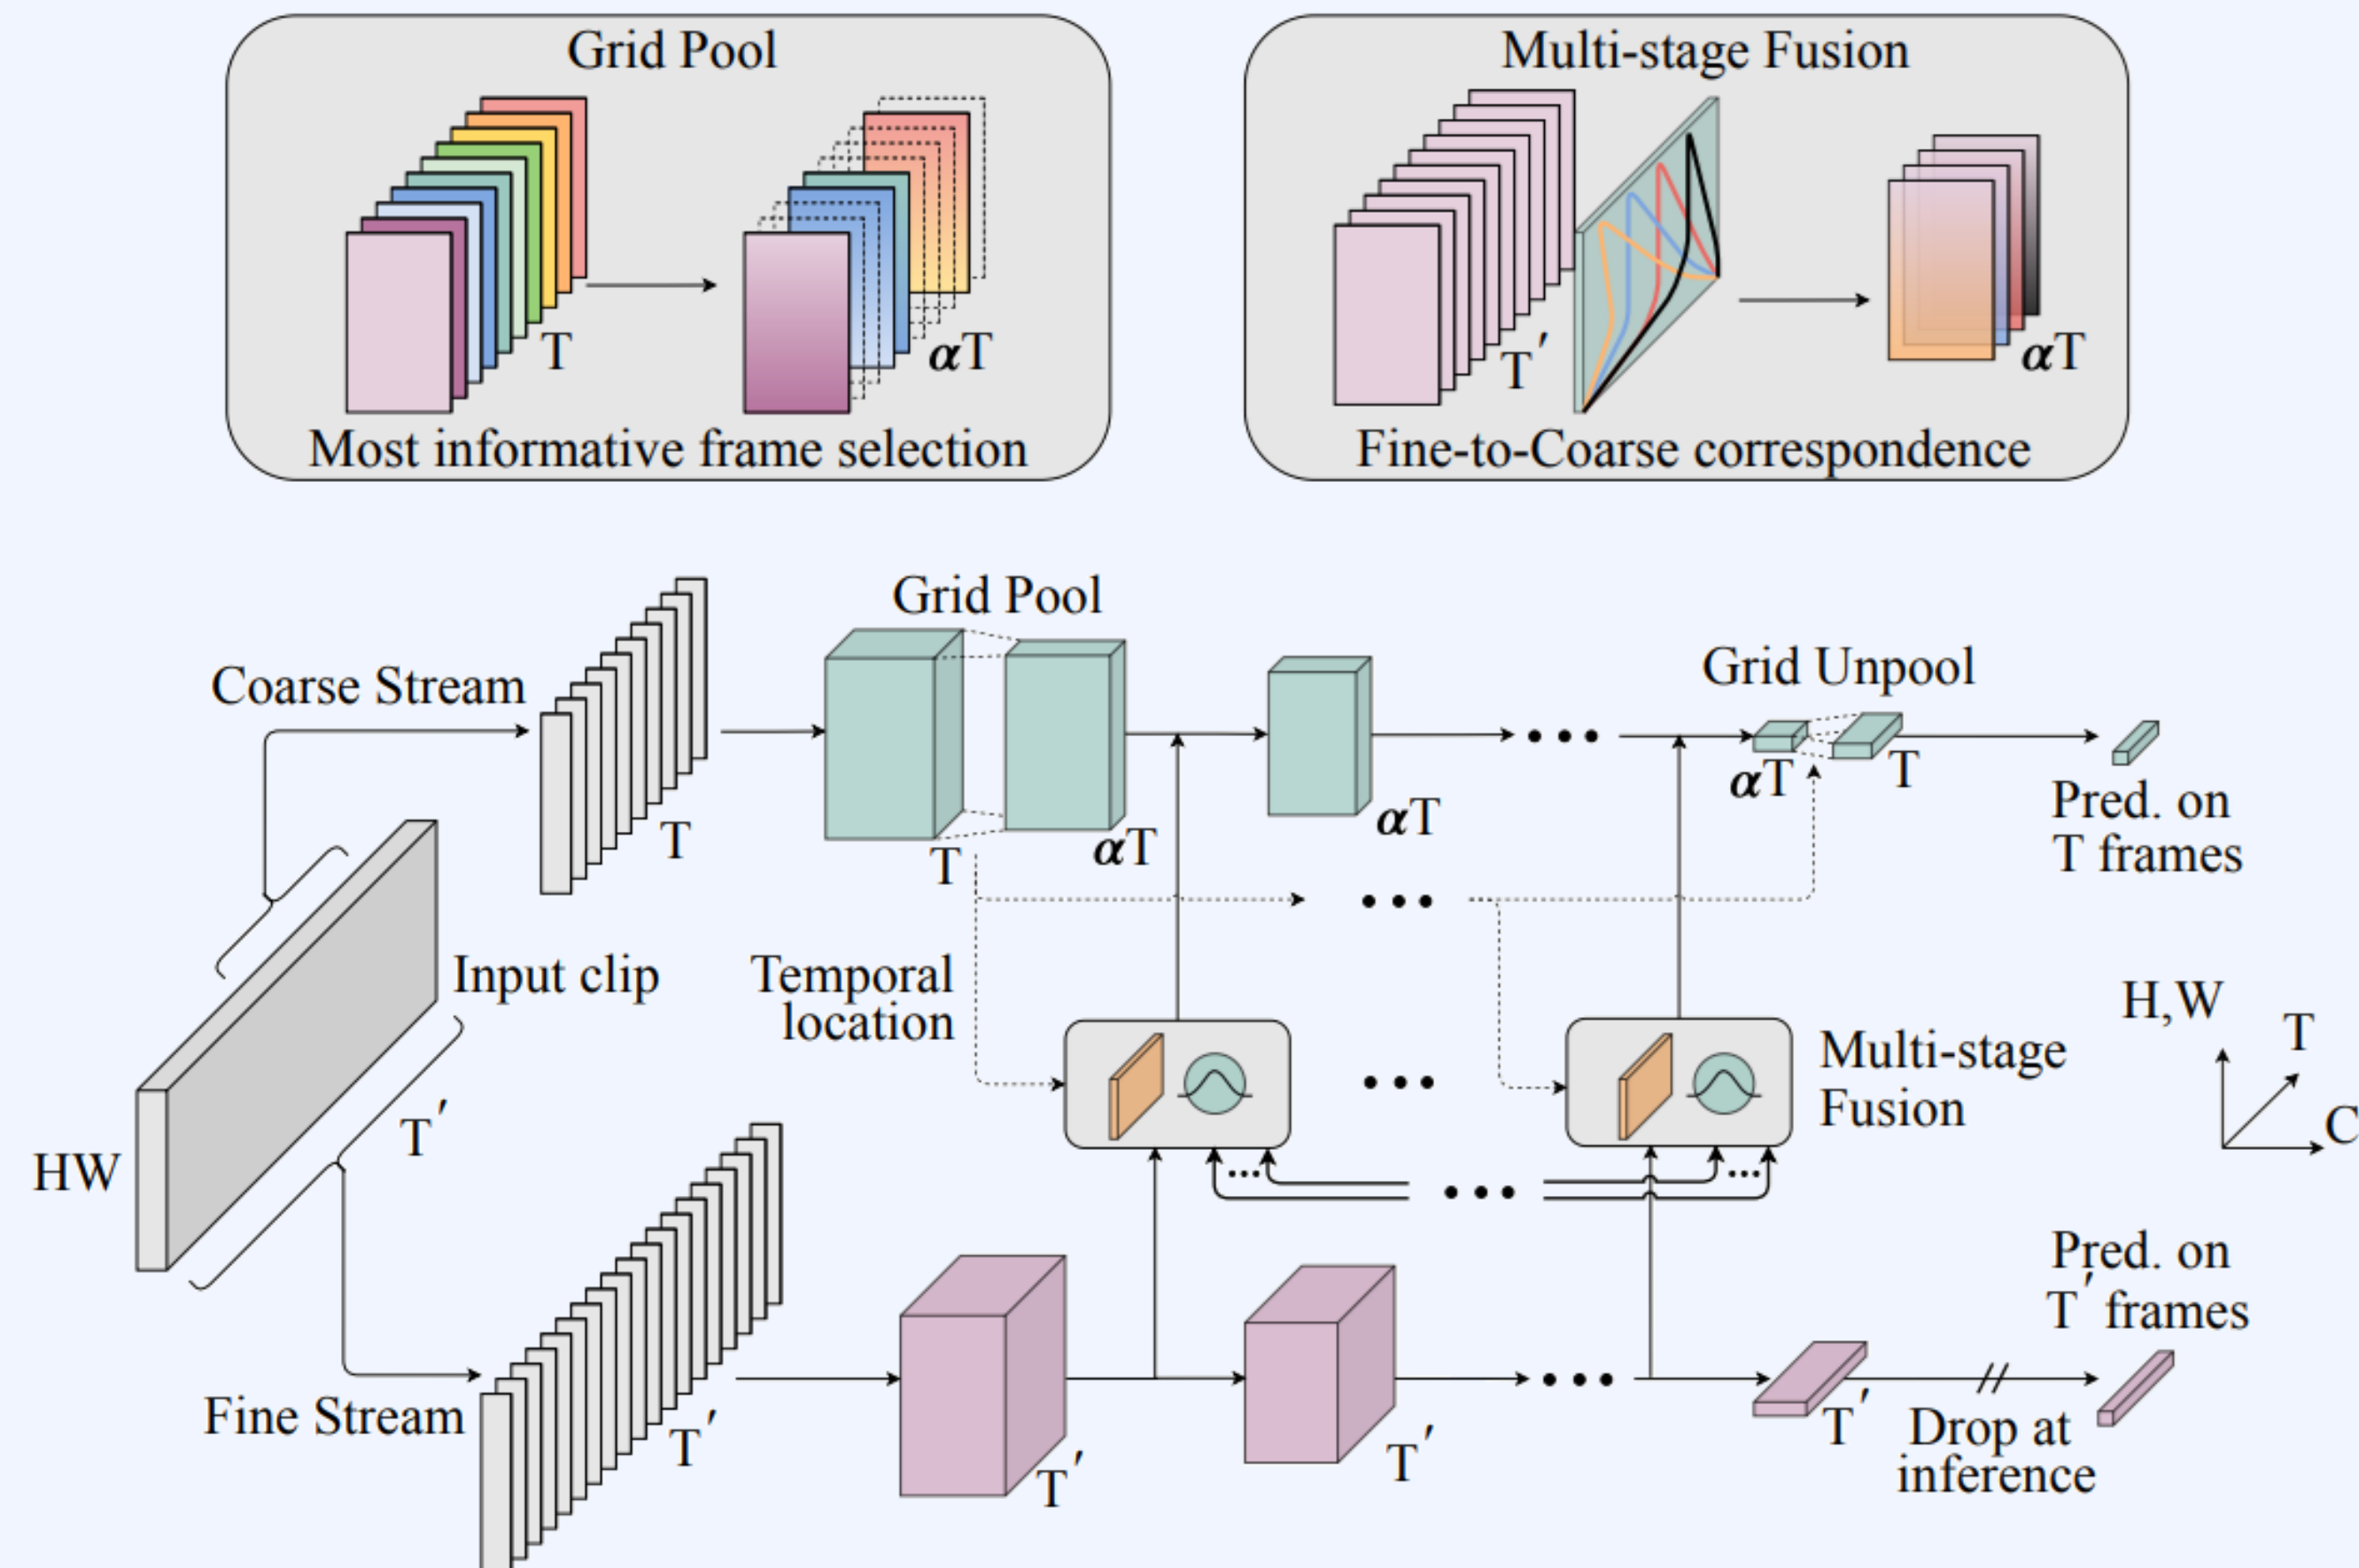 Grid Pool
T
αT
Most informative frame selection
Multi-stage Fusion
T′
αT
Fine-to-Coarse correspondence
Grid Pool
Coarse Stream
T
T
αT
αT
Grid Unpool
αT
T
Pred. on
T frames
Input clip
Temporal
location
T′
HW
Multi-stage
Fusion
H,W
T
C
Fine Stream
T′
T′
T′
T′
Drop at
inference
Pred. on
T′ frames